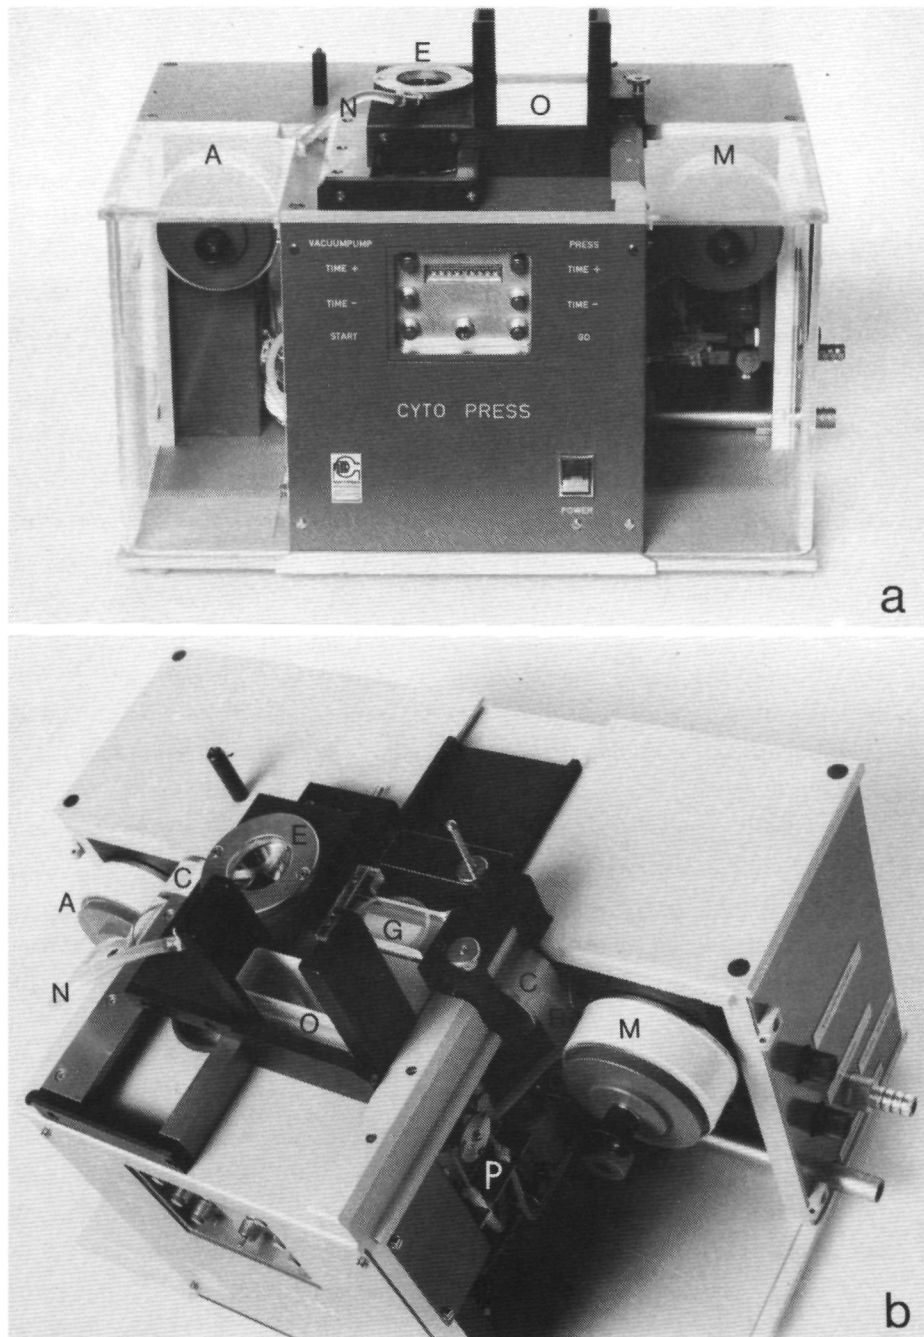 E
N
O
A
M
VACUUMPUMP
PRESS
TIME +
TIME +
TIME -
TIME -
START
GO
CYTO PRESS
POWER
a
E
C
A
G
N
C
O
M
P
b